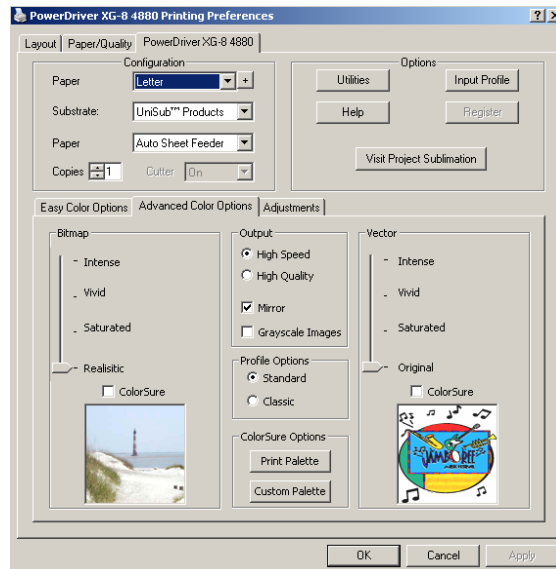 PowerDriver XG-8 4880 Printing Preferences
Layout Paper/Quality PowerDriver XG-8 4880
Configuration
Paper Letter +
Substrate: UniSub™ Products
Paper Auto Sheet Feeder
Copies 1 Cutter On
Options
Utilities Input Profile
Help Register
Visit Project Sublimation
Easy Color Options Advanced Color Options Adjustments
Bitmap
Intense
Vivid
Saturated
Realisitic
ColorSure
Output
High Speed
High Quality
Mirror
Grayscale Images
Profile Options
Standard
Classic
ColorSure Options
Print Palette
Custom Palette
Vector
Intense
Vivid
Saturated
Original
ColorSure
JAMBOREE
OK Cancel Apply